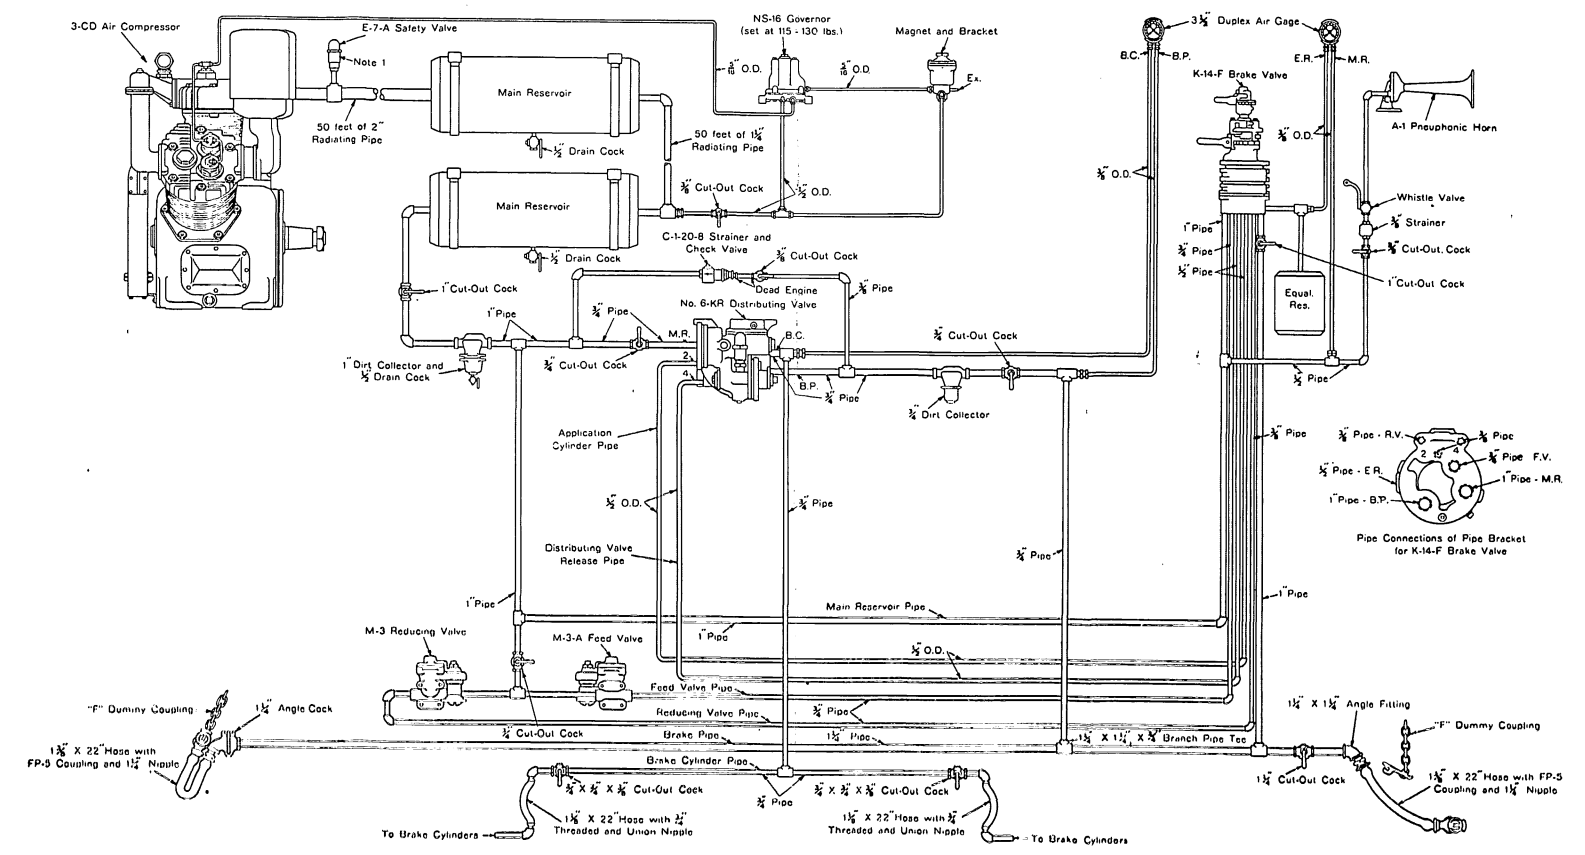 3-CD Air Compressor
E-7-A Safety Valve
Note 1
50 feet of 2"
Radiating Pipe
Main Reservoir
½" Drain Cock
50 feet of 1¼"
Radiating Pipe
Main Reservoir
½" Drain Cock
NS-16 Governor
(set at 115 - 130 lbs.)
5/16" O.D.
5/16" O.D.
Magnet and Bracket
Ex.
⅜" Cut-Out Cock
½" O.D.
3½" Duplex Air Gage
B.C.
B.P.
E.R.
M.R.
⅜" O.D.
⅜" O.D.
K-14-F Brake Valve
A-1 Pneuphonic Horn
Whistle Valve
⅜" Strainer
⅜" Cut-Out Cock
1" Cut-Out Cock
1" Pipe
¾" Pipe
½" Pipe
Equal.
Res.
½" Pipe
C-1-20-8 Strainer and
Check Valve
⅜" Cut-Out Cock
Dead Engine
⅜" Pipe
No. 6-KR Distributing Valve
1" Cut-Out Cock
1" Pipe
¾" Pipe
M.R.
2
4
B.C.
B.P.
¾" Pipe
¾" Cut-Out Cock
¾" Cut-Out Cock
1" Dirt Collector and
½" Drain Cock
¾" Dirt Collector
Application
Cylinder Pipe
½" O.D.
Distributing Valve
Release Pipe
¾" Pipe
¾" Pipe
⅜" Pipe
1" Pipe
⅜" Pipe - R.V.
⅜" Pipe
2 19 4
¾" Pipe F.V.
½" Pipe - E.R.
1" Pipe - M.R.
1" Pipe - B.P.
Pipe Connections of Pipe Bracket
for K-14-F Brake Valve
1" Pipe
Main Reservoir Pipe
1" Pipe
M-3 Reducing Valve
M-3-A Feed Valve
½" O.D.
Feed Valve Pipe
¾" Pipe
Reducing Valve Pipe
¾" Cut-Out Cock
Brake Pipe
1¼" Pipe
1¼" X 1¼" X ¾" Branch Pipe Tee
"F" Dummy Coupling
1¼" Angle Cock
1⅜" X 22" Hose with
FP-5 Coupling and 1¼" Nipple
1¼" X 1¼" Angle Fitting
"F" Dummy Coupling
1¼" Cut-Out Cock
1⅜" X 22" Hose with FP-5
Coupling and 1¼" Nipple
Brake Cylinder Pipe
¾" X ¾" X ⅜" Cut-Out Cock
¾" Pipe
¾" X ¾" X ⅜" Cut-Out Cock
1⅛" X 22" Hose with ¾"
Threaded and Union Nipple
1⅛" X 22" Hose with ¾"
Threaded and Union Nipple
To Brake Cylinders
To Brake Cylinders